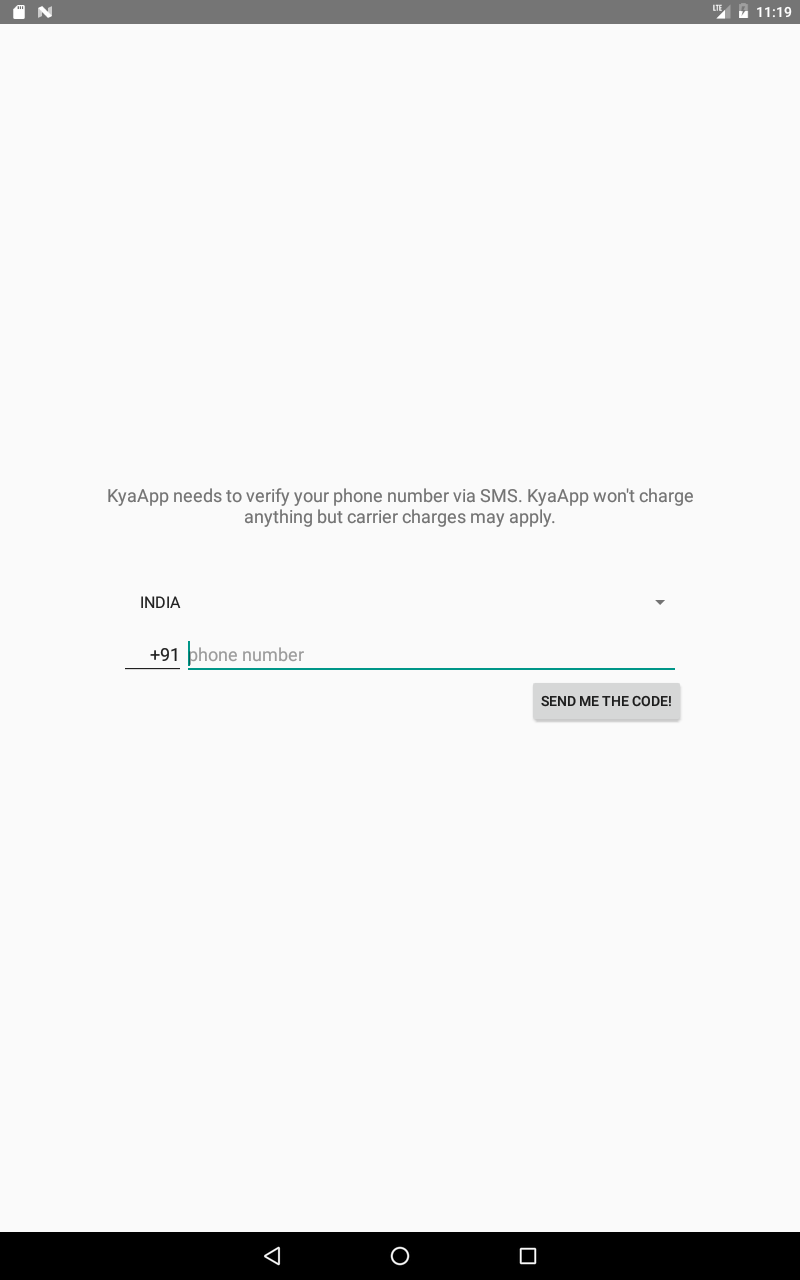 LTE 11:19
KyaApp needs to verify your phone number via SMS. KyaApp won't charge
anything but carrier charges may apply.
INDIA
+91 phone number
SEND ME THE CODE!